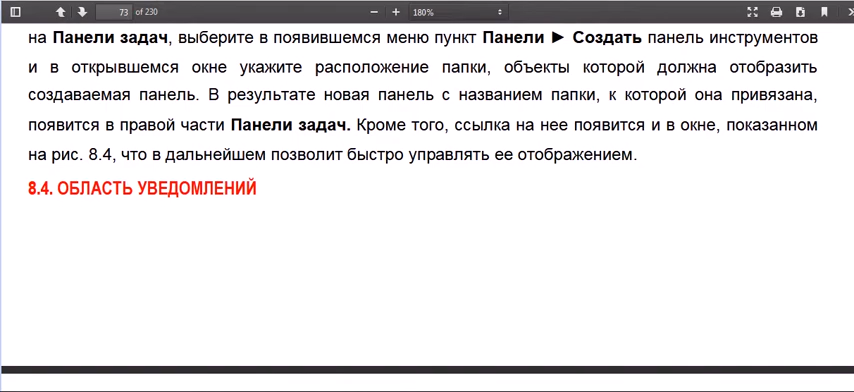 73 of 230 180%
на Панели задач, выберите в появившемся меню пункт Панели ► Создать панель инструментов
и в открывшемся окне укажите расположение папки, объекты которой должна отобразить
создаваемая панель. В результате новая панель с названием папки, к которой она привязана,
появится в правой части Панели задач. Кроме того, ссылка на нее появится и в окне, показанном
на рис. 8.4, что в дальнейшем позволит быстро управлять ее отображением.
8.4. ОБЛАСТЬ УВЕДОМЛЕНИЙ